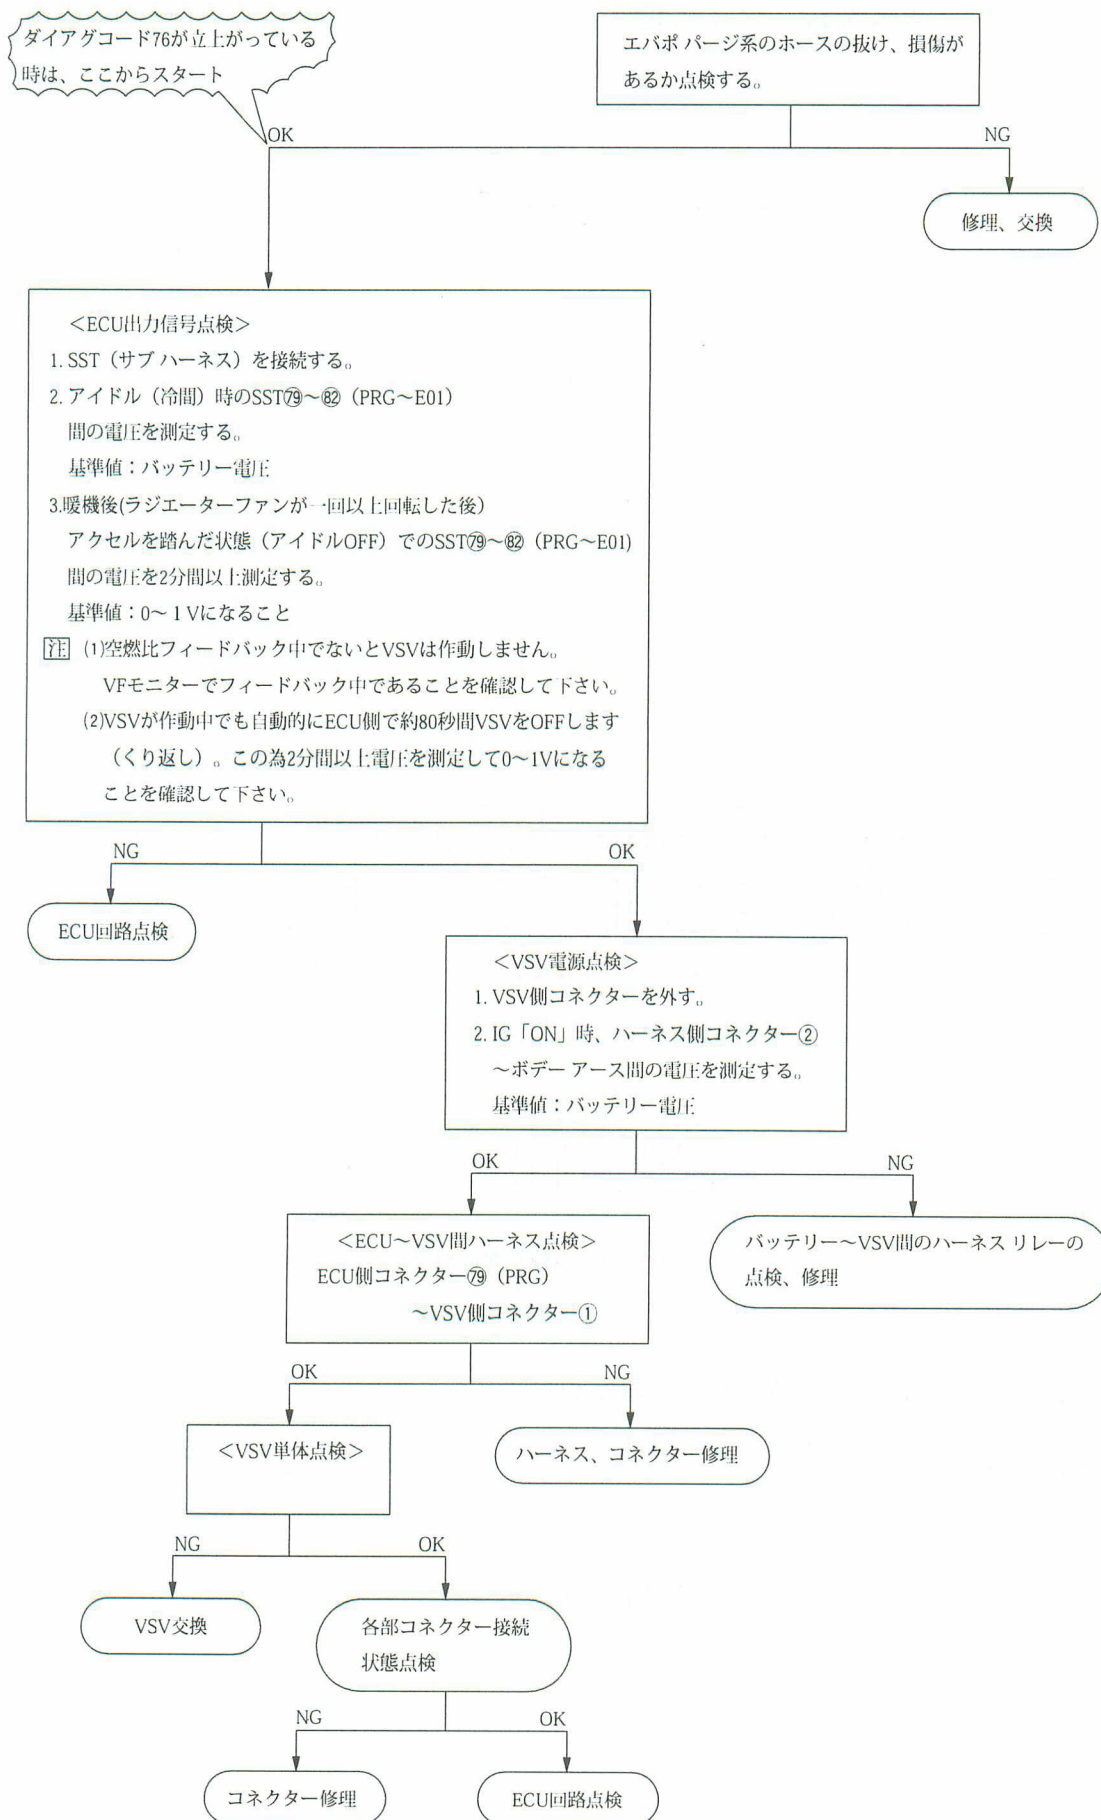 ダイアグコード76が立上がっている
時は、ここからスタート
エバポ パージ系のホースの抜け、損傷が
あるか点検する。
OK
NG
修理、交換
＜ECU出力信号点検＞
1. SST（サブ ハーネス）を接続する。
2. アイドル（冷間）時のSST㊴～82（PRG～E01）
間の電圧を測定する。
基準値：バッテリー電圧
3.暖機後(ラジエーターファンが一回以上回転した後）
アクセルを踏んだ状態（アイドルOFF）でのSST79～82（PRG～E01)
間の電圧を2分間以上測定する。
基準値：0～１Vになること
注 (1)空燃比フィードバック中でないとVSVは作動しません。
VFモニターでフィードバック中であることを確認して下さい。
(2)VSVが作動中でも自動的にECU側で約80秒間VSVをOFFします
（くり返し）。この為2分間以上電圧を測定して0～1Vになる
ことを確認して下さい。
NG
OK
ECU回路点検
＜VSV電源点検＞
1. VSV側コネクターを外す。
2. IG「ON」時、ハーネス側コネクター②
～ボデー アース間の電圧を測定する。
基準値：バッテリー電圧
OK
NG
＜ECU～VSV間ハーネス点検＞
ECU側コネクター79（PRG）
～VSV側コネクター①
バッテリー～VSV間のハーネス リレーの
点検、修理
OK
NG
＜VSV単体点検＞
ハーネス、コネクター修理
NG
OK
VSV交換
各部コネクター接続
状態点検
NG
OK
コネクター修理
ECU回路点検